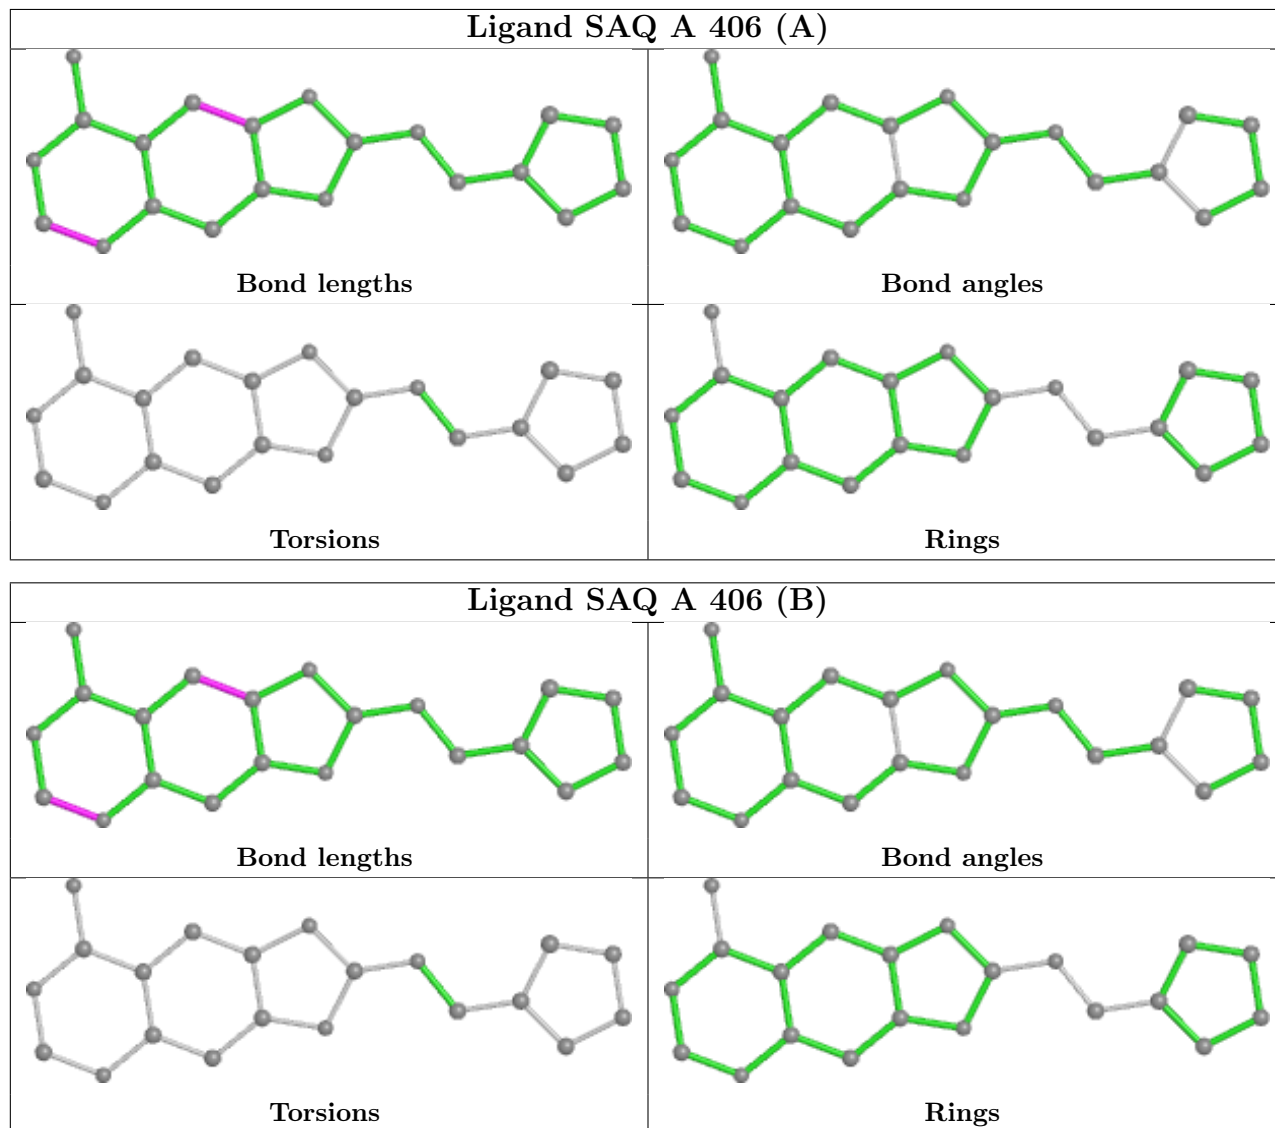 Ligand SAQ A 406 (A)
Bond lengths
Bond angles
Torsions
Rings
Ligand SAQ A 406 (B)
Bond lengths
Bond angles
Torsions
Rings